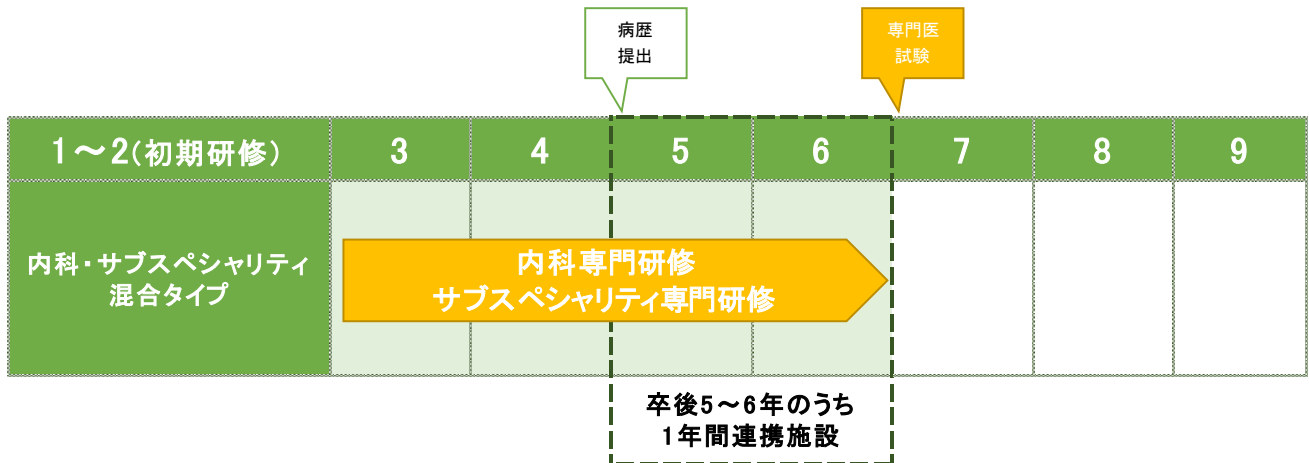 病歴
提出
専門医
試験
1～2（初期研修）
3
4
5
6
7
8
9
内科・サブスペシャリティ
混合タイプ
内科専門研修
サブスペシャリティ専門研修
卒後5～6年のうち
1年間連携施設